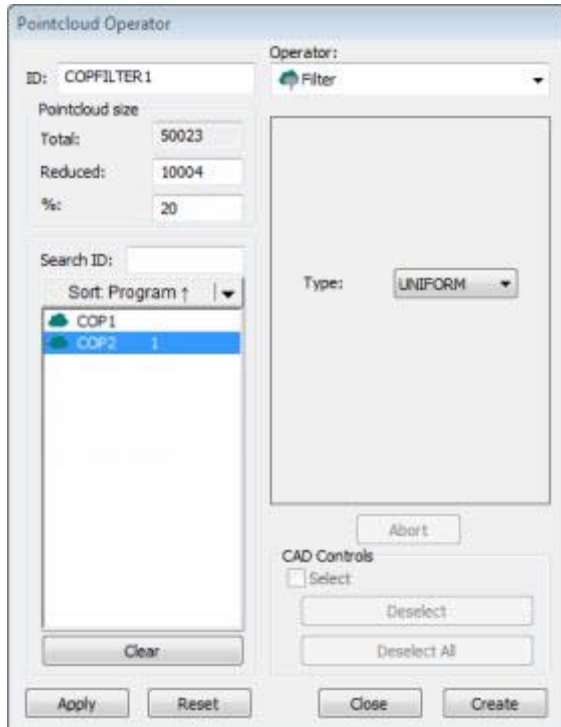 Pointcloud Operator
ID: COPFILTER1
Operator:
Filter
Pointcloud size
Total: 50023
Reduced: 10004
%: 20
Search ID:
Sort: Program ↑
COP1
COP2 1
Clear
Type: UNIFORM
Abort
CAD Controls
Select
Deselect
Deselect All
Apply Reset Close Create